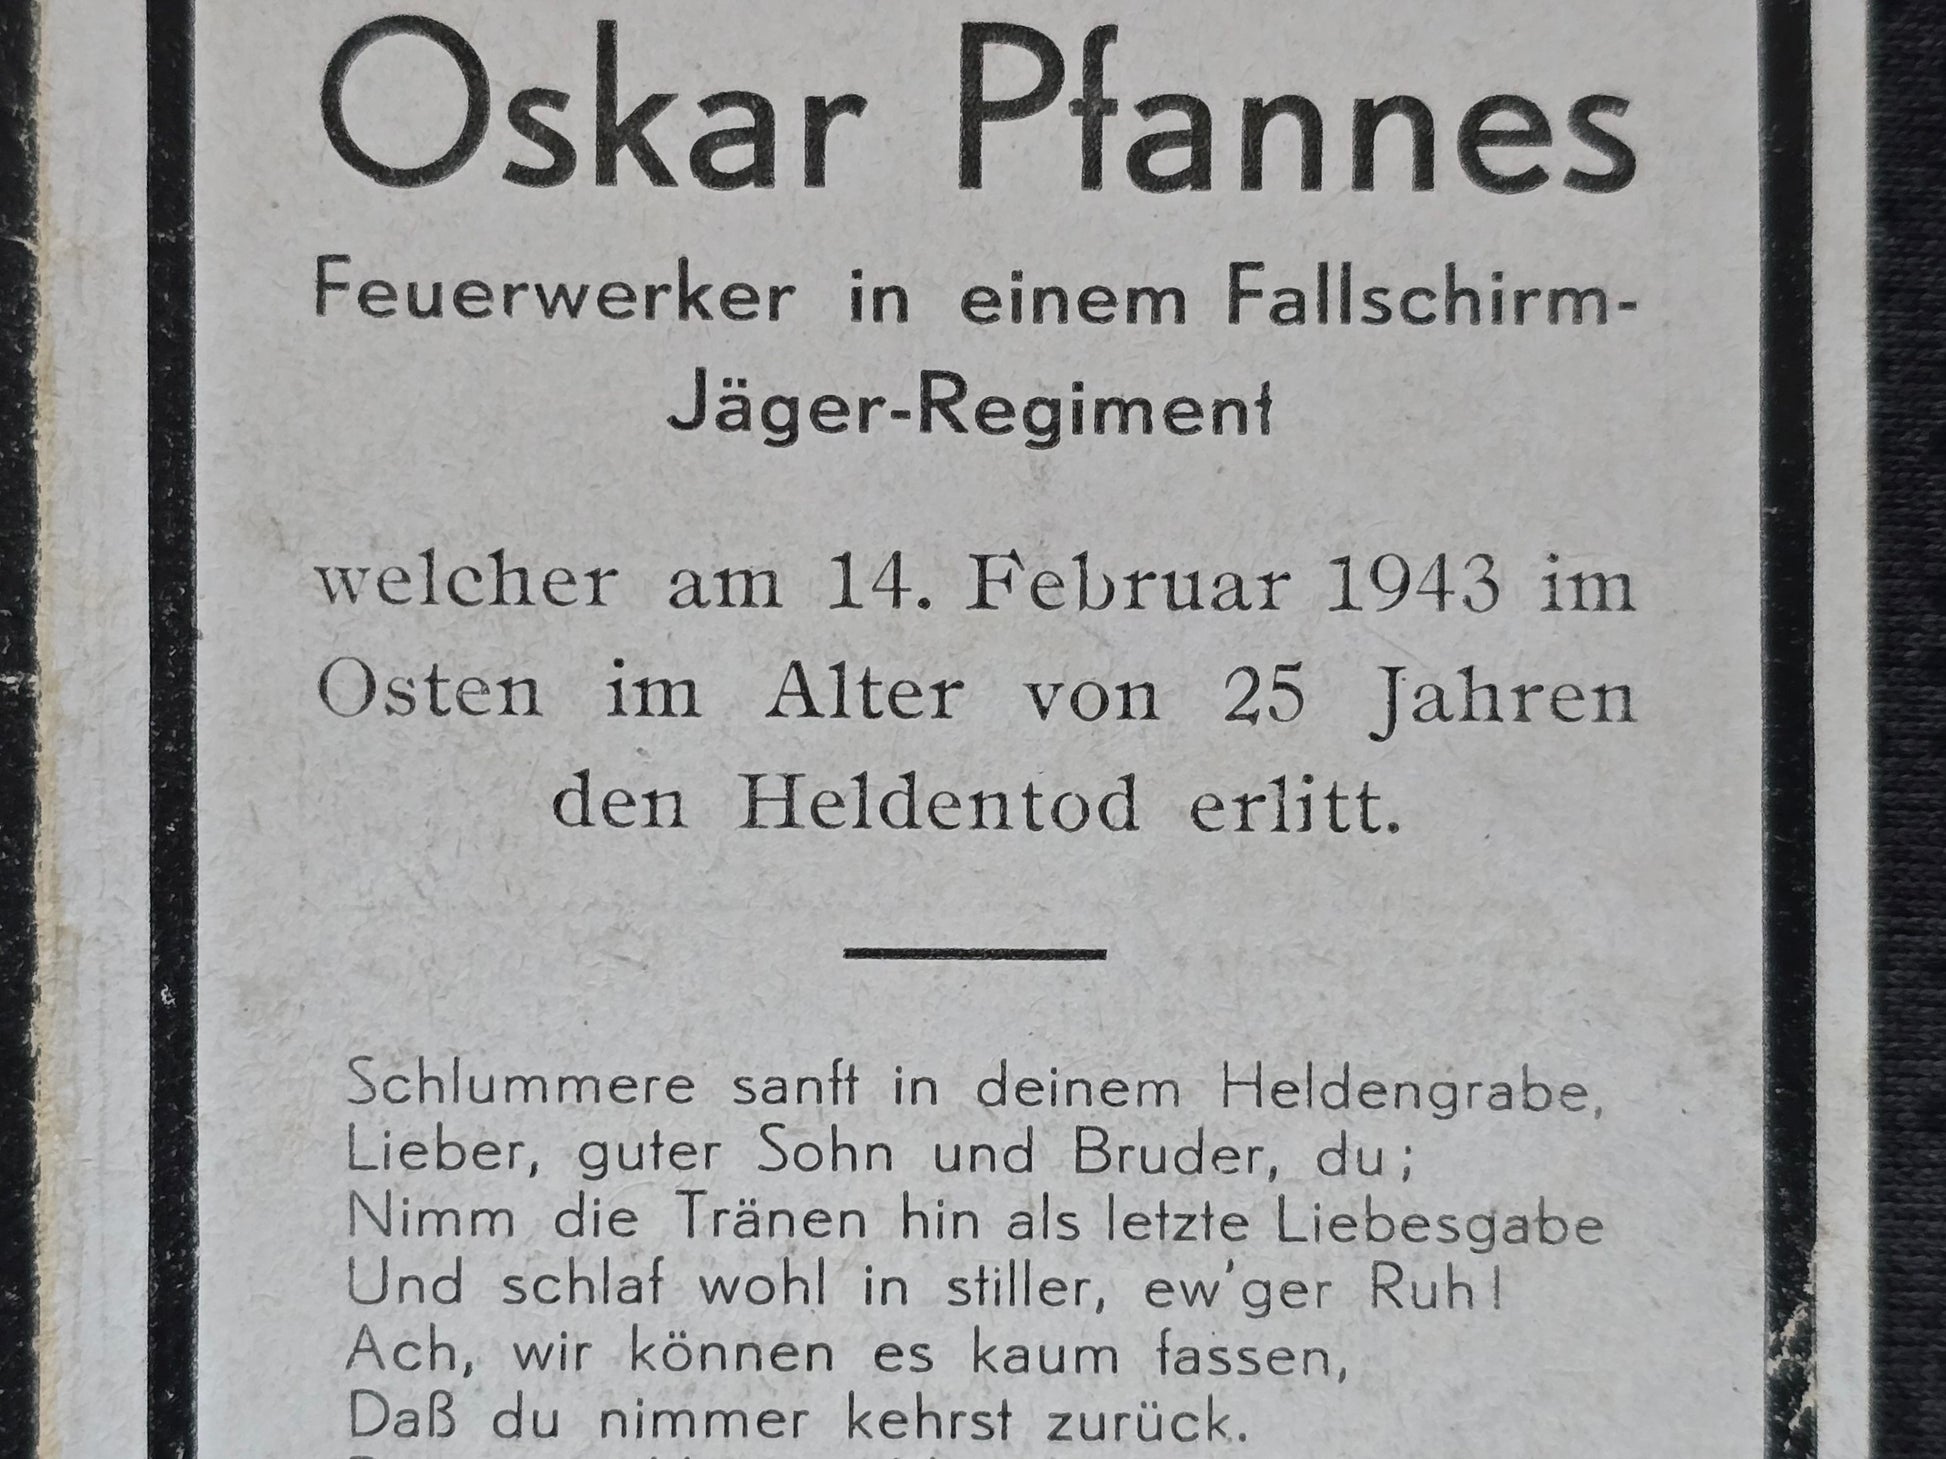 Oskar Pfannes
Feuerwerker in einem Fallschirm-
Jäger-Regiment
welcher am 14. Februar 1943 im
Osten im Alter von 25 Jahren
den Heldentod erlitt.
Schlummere sanft in deinem Heldengrabe,
Lieber, guter Sohn und Bruder, du;
Nimm die Tränen hin als letzte Liebesgabe
Und schlaf wohl in stiller, ew'ger Ruh!
Ach, wir können es kaum fassen,
Daß du nimmer kehrst zurück.